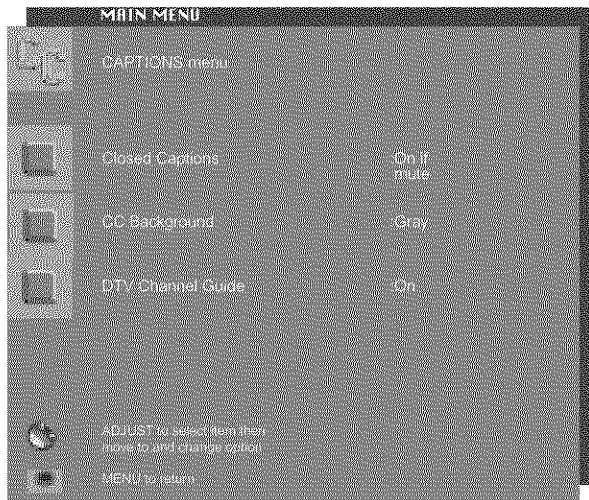 MAIN MENU
CAPTIONS menu
Closed Captions
On if
mute
CC Background
Gray
DTV Channel Guide
On
ADJUST to select item then
move to and change option
MENU to return